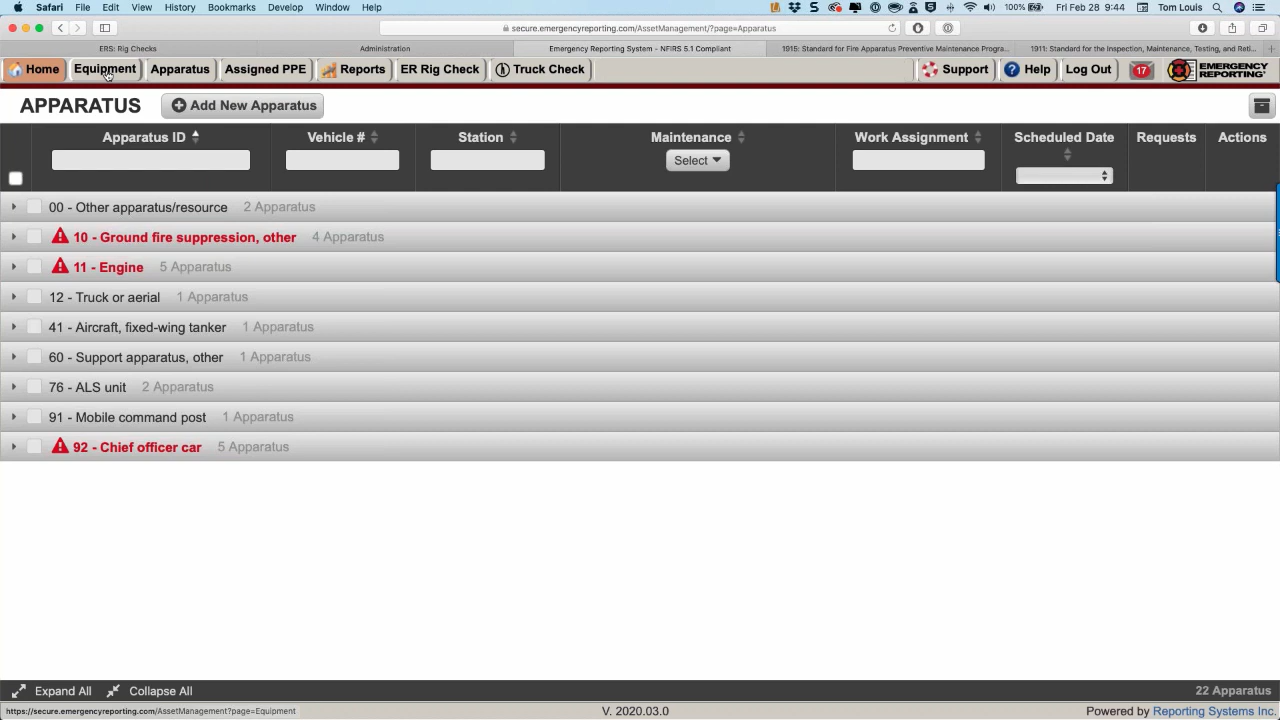 Safari File Edit View History Bookmarks Develop Window Help 100% Fri Feb 28 9:44 Tom Louis
secure.emergencyreporting.com/AssetManagement/?page=Apparatus
ERS: Rig Checks Administration Emergency Reporting System - NFIRS 5.1 Compliant 1915: Standard for Fire Apparatus Preventive Maintenance Progra... 1911: Standard for the Inspection, Maintenance, Testing, and Reti...
Home Equipment Apparatus Assigned PPE Reports ER Rig Check Truck Check Support Help Log Out 17 EMERGENCY REPORTING
APPARATUS Add New Apparatus
Apparatus ID Vehicle # Station Maintenance Work Assignment Scheduled Date Requests Actions
Select
00 - Other apparatus/resource 2 Apparatus
10 - Ground fire suppression, other 4 Apparatus
11 - Engine 5 Apparatus
12 - Truck or aerial 1 Apparatus
41 - Aircraft, fixed-wing tanker 1 Apparatus
60 - Support apparatus, other 1 Apparatus
76 - ALS unit 2 Apparatus
91 - Mobile command post 1 Apparatus
92 - Chief officer car 5 Apparatus
Expand All Collapse All 22 Apparatus
https://secure.emergencyreporting.com/AssetManagement?page=Equipment V. 2020.03.0 Powered by Reporting Systems Inc.